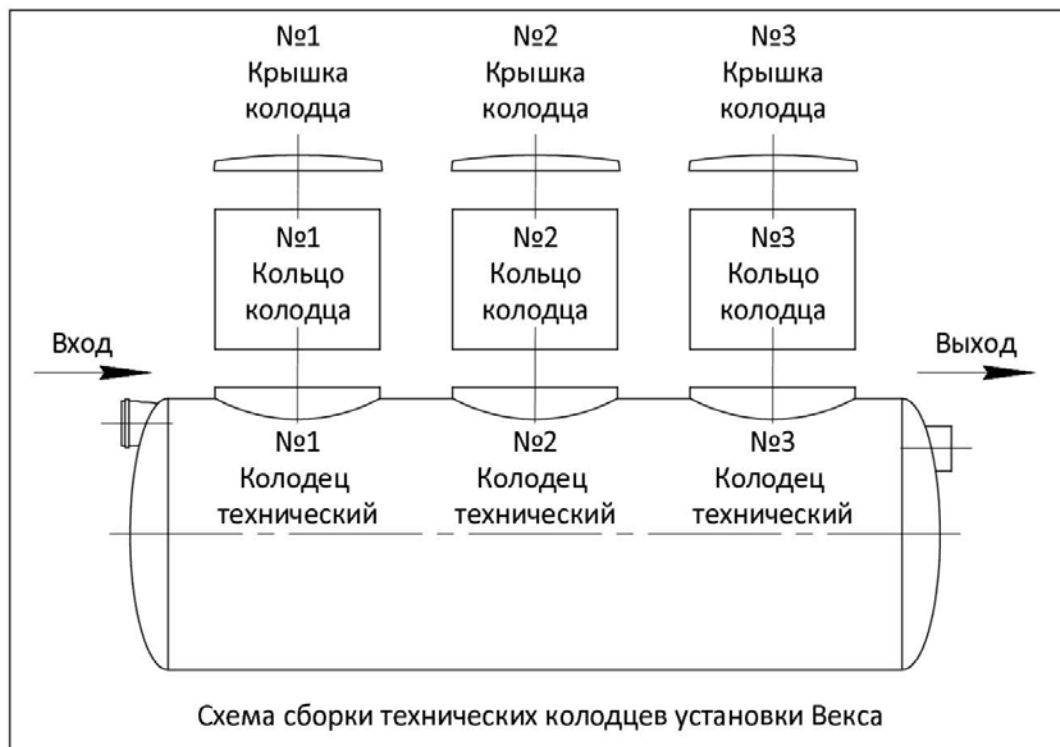 №1
Крышка
колодца
№2
Крышка
колодца
№3
Крышка
колодца
№1
Кольцо
колодца
№2
Кольцо
колодца
№3
Кольцо
колодца
Вход
Выход
№1
Колодец
технический
№2
Колодец
технический
№3
Колодец
технический
Схема сборки технических колодцев установки Векса